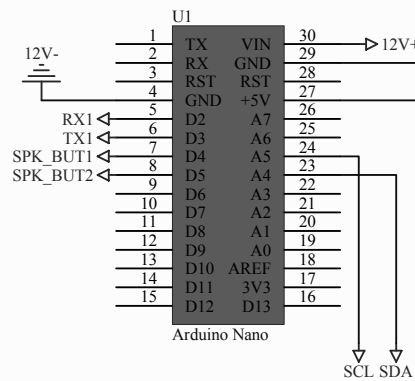 U1
1 TX VIN 30 12V+
2 RX GND 29
12V-
3 RST RST 28
4 GND +5V 27
RX1 5 D2 A7 26
TX1 6 D3 A6 25
SPK_BUT1 7 D4 A5 24
SPK_BUT2 8 D5 A4 23
9 D6 A3 22
10 D7 A2 21
11 D8 A1 20
12 D9 A0 19
13 D10 AREF 18
14 D11 3V3 17
15 D12 D13 16
Arduino Nano
SCL SDA